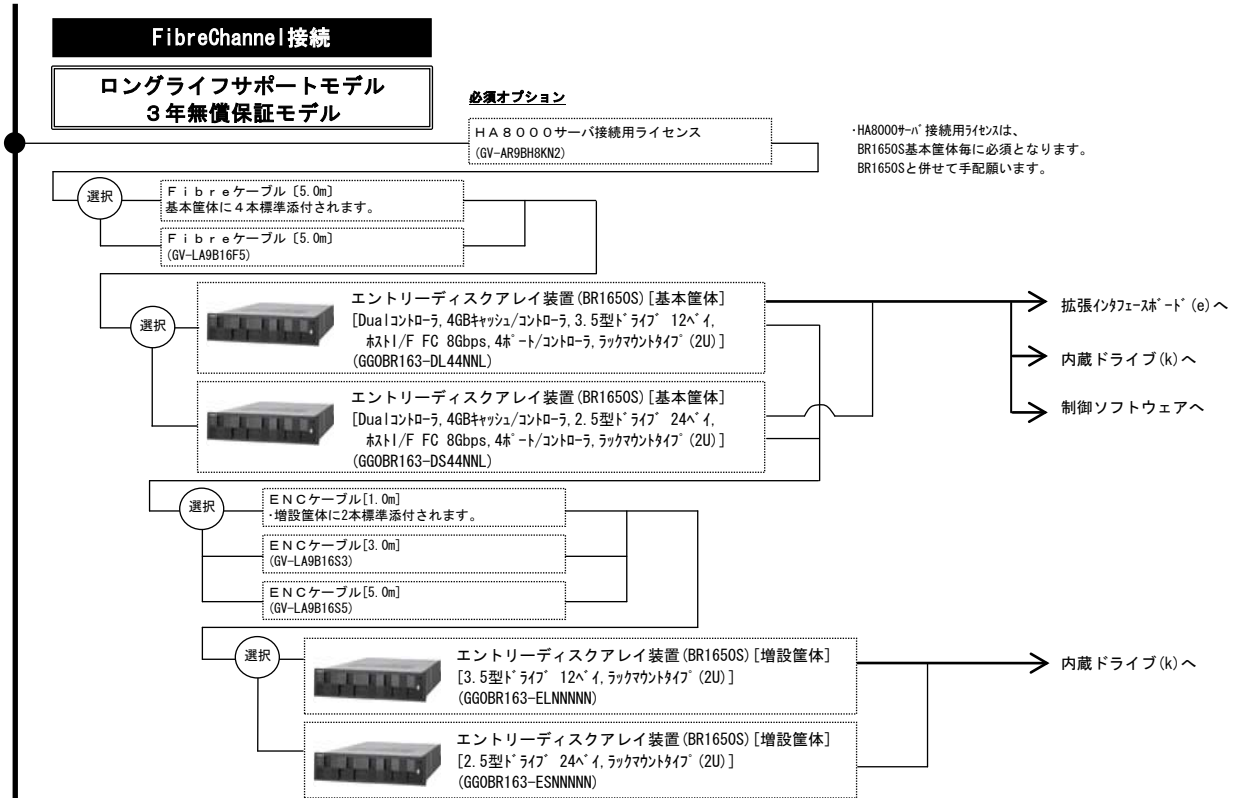 FibreChannel接続
ロングライフサポートモデル
３年無償保証モデル
必須オプション
ＨＡ８０００サーバ接続用ライセンス
(GV-AR9BH8KN2)
･HA8000ｻｰﾊﾞ接続用ﾗｲｾﾝｽは、
BR1650S基本筐体毎に必須となります。
BR1650Sと併せて手配願います。
選択
Ｆｉｂｒｅケーブル〔5.0m〕
基本筐体に４本標準添付されます。
Ｆｉｂｒｅケーブル〔5.0m〕
(GV-LA9B16F5)
選択
エントリーディスクアレイ装置(BR1650S)[基本筐体]
[Dualｺﾝﾄﾛｰﾗ,4GBｷｬｯｼｭ/ｺﾝﾄﾛｰﾗ,3.5型ﾄﾞﾗｲﾌﾞ 12ﾍﾞｲ,
ﾎｽﾄI/F FC 8Gbps,4ﾎﾟｰﾄ/ｺﾝﾄﾛｰﾗ,ﾗｯｸﾏｳﾝﾄﾀｲﾌﾟ(2U)]
(GG0BR163-DL44NNL)
エントリーディスクアレイ装置(BR1650S)[基本筐体]
[Dualｺﾝﾄﾛｰﾗ,4GBｷｬｯｼｭ/ｺﾝﾄﾛｰﾗ,2.5型ﾄﾞﾗｲﾌﾞ 24ﾍﾞｲ,
ﾎｽﾄI/F FC 8Gbps,4ﾎﾟｰﾄ/ｺﾝﾄﾛｰﾗ,ﾗｯｸﾏｳﾝﾄﾀｲﾌﾟ(2U)]
(GG0BR163-DS44NNL)
拡張ｲﾝﾀﾌｪｰｽﾎﾞｰﾄﾞ(e)へ
内蔵ドライブ(k)へ
制御ソフトウェアへ
選択
ＥＮＣケーブル[1.0m]
･増設筐体に2本標準添付されます。
ＥＮＣケーブル[3.0m]
(GV-LA9B16S3)
ＥＮＣケーブル[5.0m]
(GV-LA9B16S5)
選択
エントリーディスクアレイ装置(BR1650S)[増設筐体]
[3.5型ﾄﾞﾗｲﾌﾞ 12ﾍﾞｲ,ﾗｯｸﾏｳﾝﾄﾀｲﾌﾟ(2U)]
(GG0BR163-ELNNNNN)
エントリーディスクアレイ装置(BR1650S)[増設筐体]
[2.5型ﾄﾞﾗｲﾌﾞ 24ﾍﾞｲ,ﾗｯｸﾏｳﾝﾄﾀｲﾌﾟ(2U)]
(GG0BR163-ESNNNNN)
内蔵ドライブ(k)へ